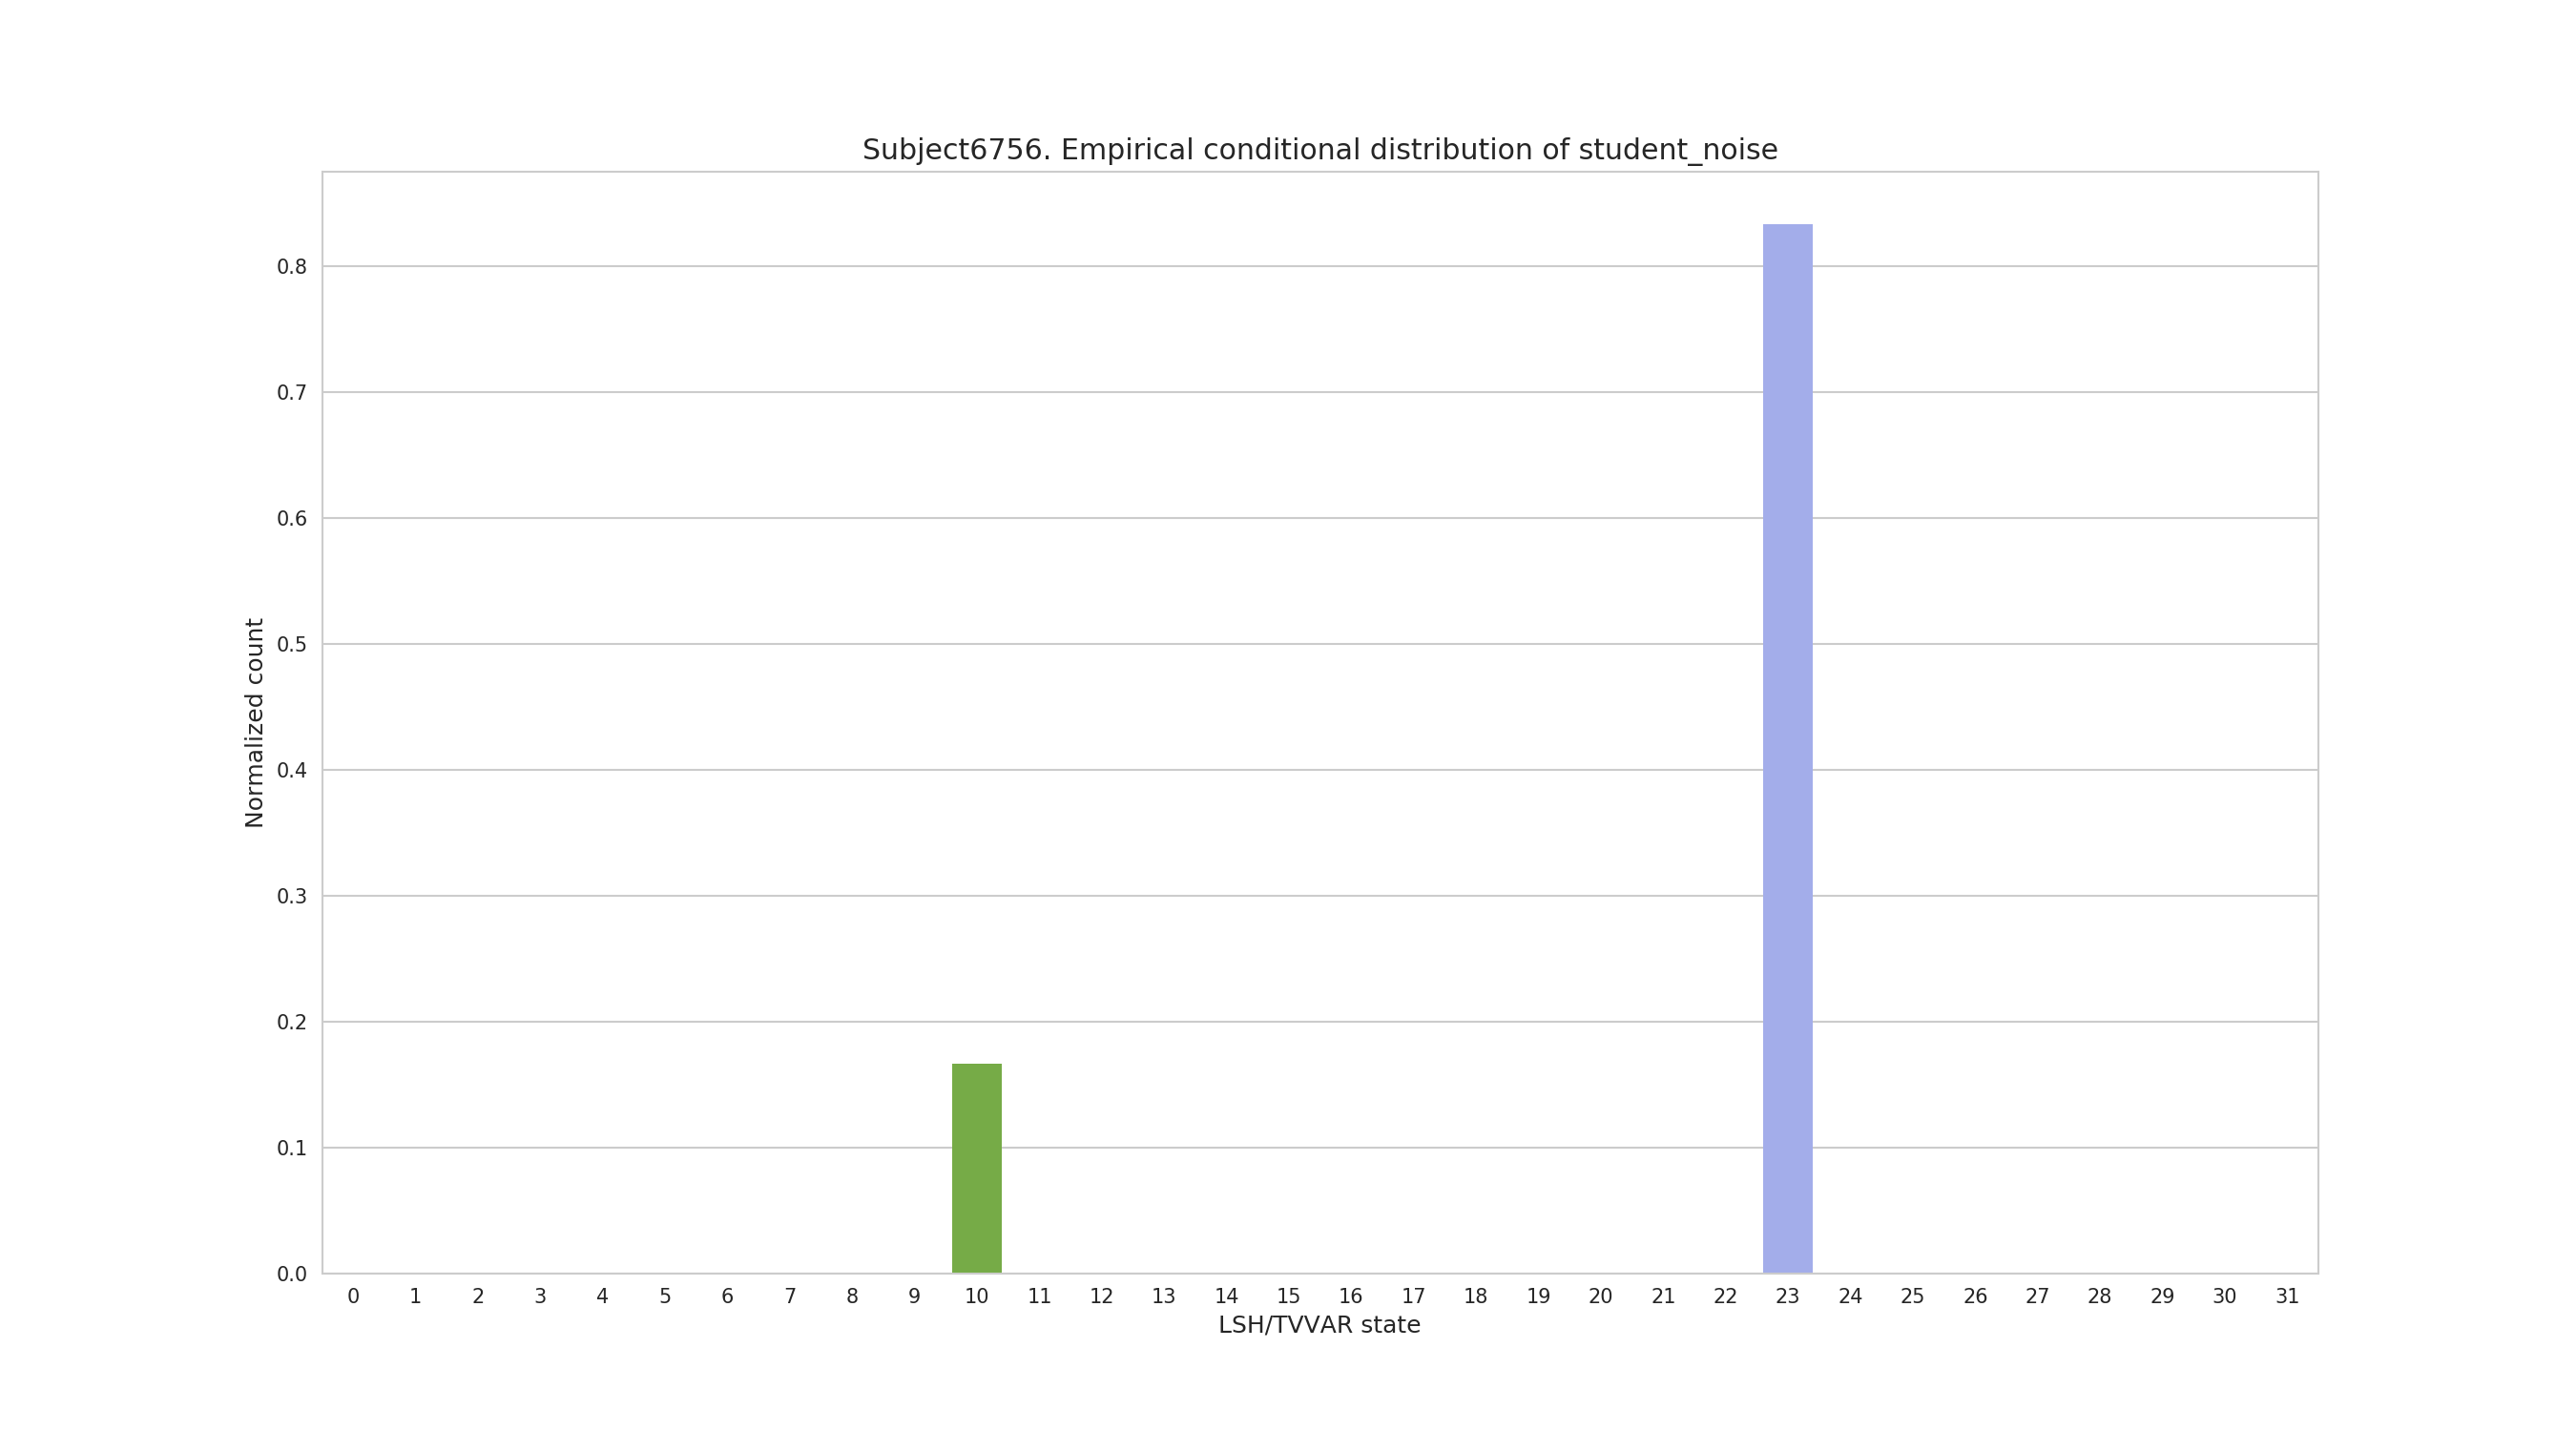 Subject6756. Empirical conditional distribution of student_noise
0.8
0.7
0.6
0.5
0.4
0.3
0.2
0.1
0.0
Normalized count
0 1 2 3 4 5 6 7 8 9 10 11 12 13 14 15 16 17 18 19 20 21 22 23 24 25 26 27 28 29 30 31
LSH/TVVAR state